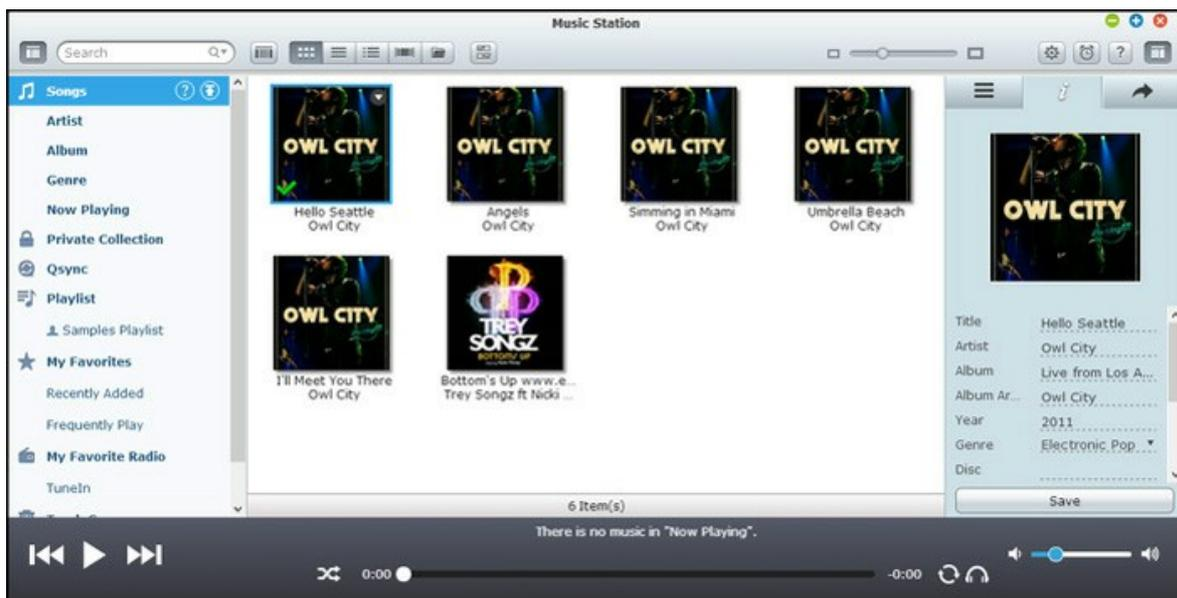 Music Station
Search
Songs
Artist
Album
Genre
Now Playing
Private Collection
Qsync
Playlist
Samples Playlist
My Favorites
Recently Added
Frequently Play
My Favorite Radio
TuneIn
OWL CITY
Hello Seattle
Owl City
OWL CITY
Angels
Owl City
OWL CITY
Simming in Miami
Owl City
OWL CITY
Umbrella Beach
Owl City
OWL CITY
I'll Meet You There
Owl City
TREY
SONGZ
BOTTOMS UP
Bottom's Up www.e...
Trey Songz ft Nicki ...
6 Item(s)
OWL CITY
Title Hello Seattle
Artist Owl City
Album Live from Los A...
Album Ar... Owl City
Year 2011
Genre Electronic Pop
Disc
Save
There is no music in "Now Playing".
0:00 -0:00